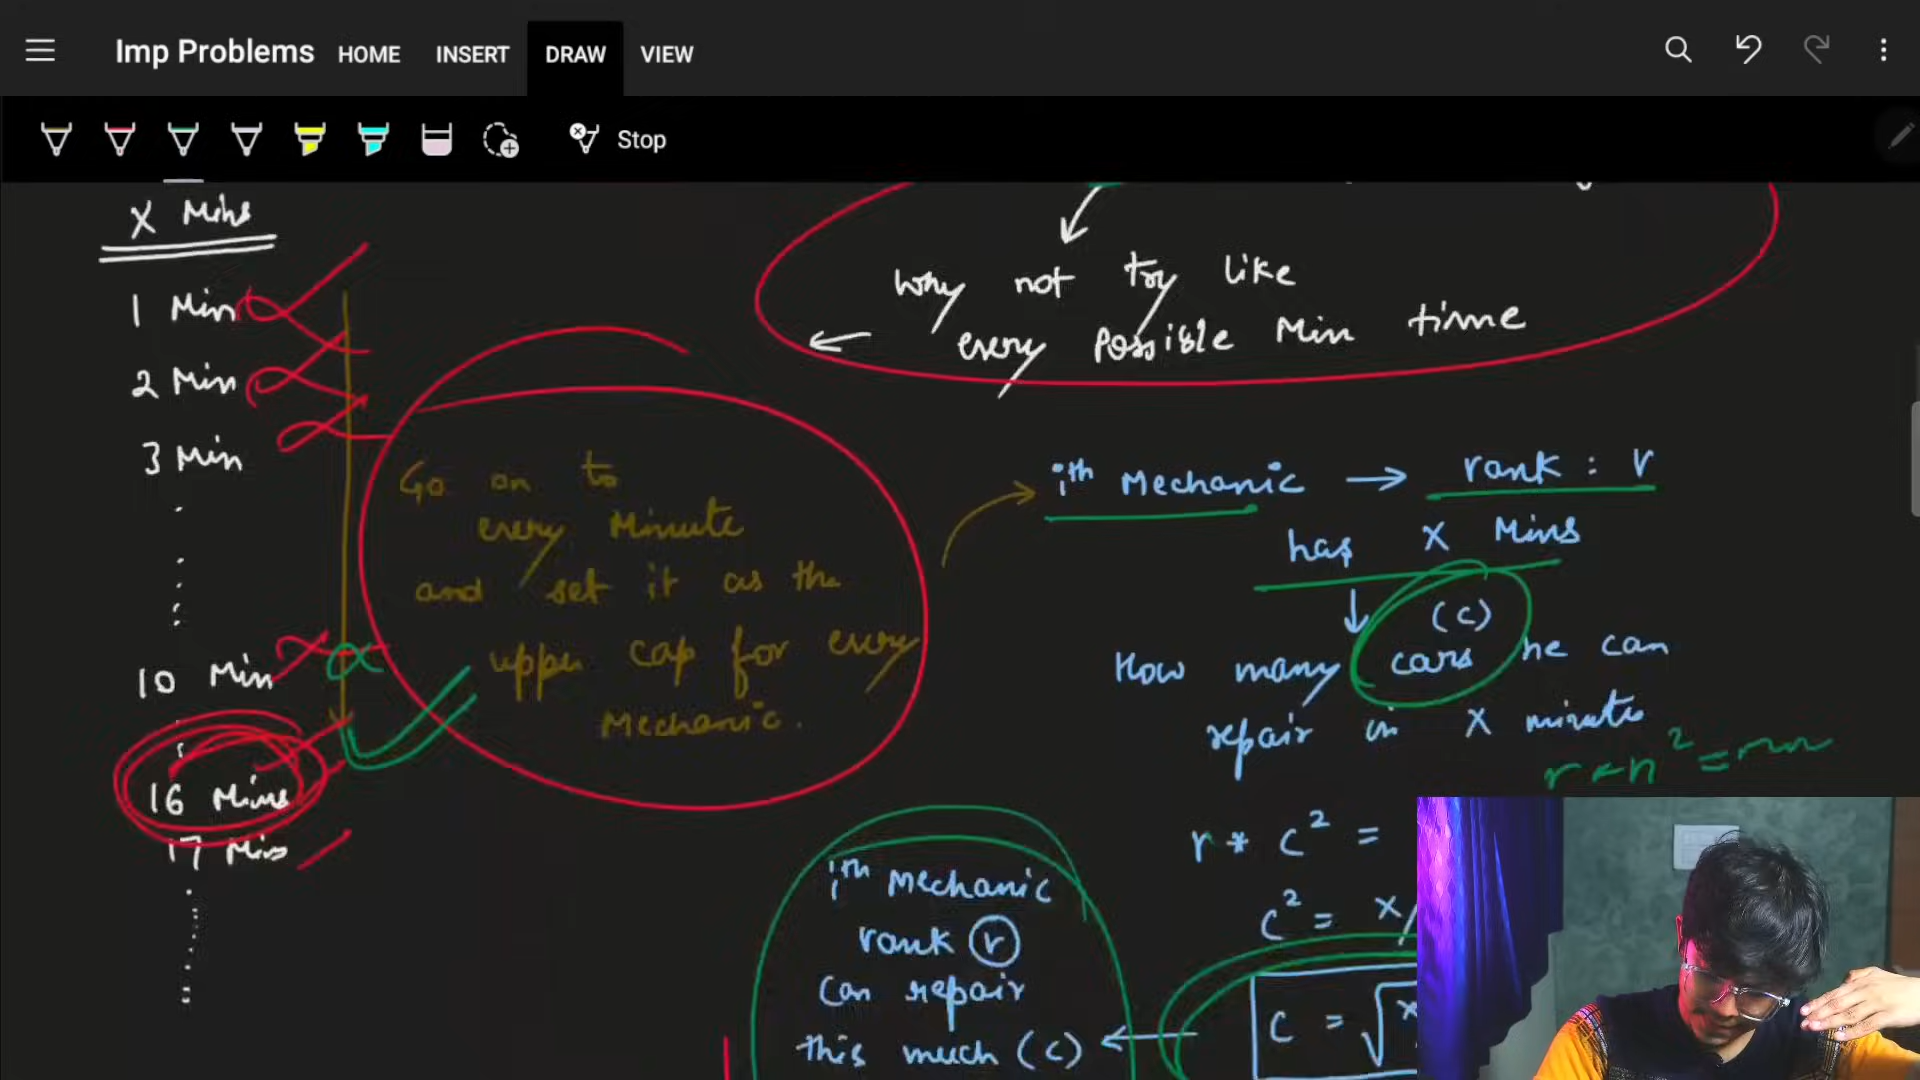 Imp Problems HOME INSERT DRAW VIEW
Stop
X Mins
1 Min
2 Min
3 Min
10 Min
16 Mins
17 Mins
why not try like
every Possible Min time
Go on to
every Minute
and set it as the
upper cap for every
Mechanic.
ith Mechanic → rank : r
has X Mins
(c)
How many cars he can
repair in X minute
r * n² =
r * c² =
c² = x/
c = √x
ith Mechanic
rank (r)
Can repair
this much (c)